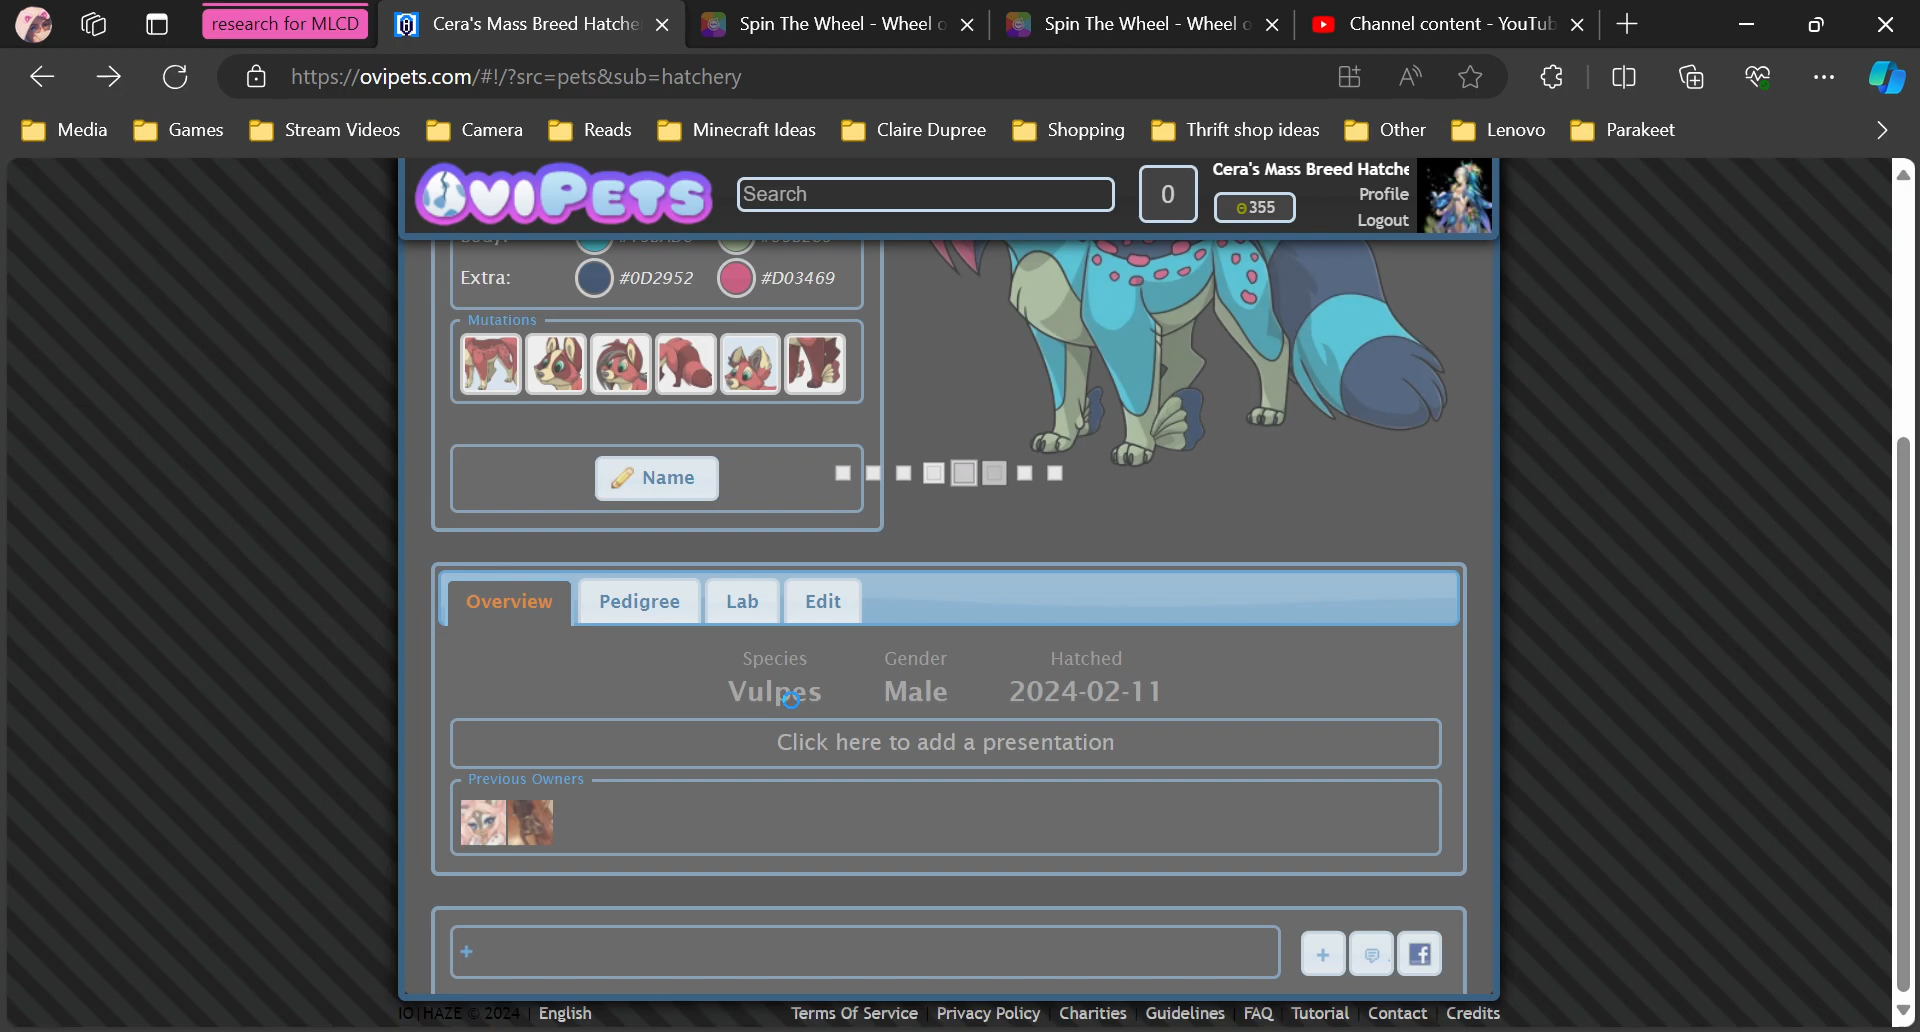 research for MLCD
Cera's Mass Breed Hatche
Spin The Wheel - Wheel o
Spin The Wheel - Wheel o
Channel content - YouTub
https://ovipets.com/#!/?src=pets&sub=hatchery
Media
Games
Stream Videos
Camera
Reads
Minecraft Ideas
Claire Dupree
Shopping
Thrift shop ideas
Other
Lenovo
Parakeet
OviPets
Search
0
Cera's Mass Breed Hatche
355
Profile
Logout
Extra:
#0D2952
#D03469
Mutations
Name
Overview
Pedigree
Lab
Edit
Species
Gender
Hatched
Vulpes
Male
2024-02-11
Click here to add a presentation
Previous Owners
IO|HAZE © 2024
English
Terms Of Service
Privacy Policy
Charities
Guidelines
FAQ
Tutorial
Contact
Credits